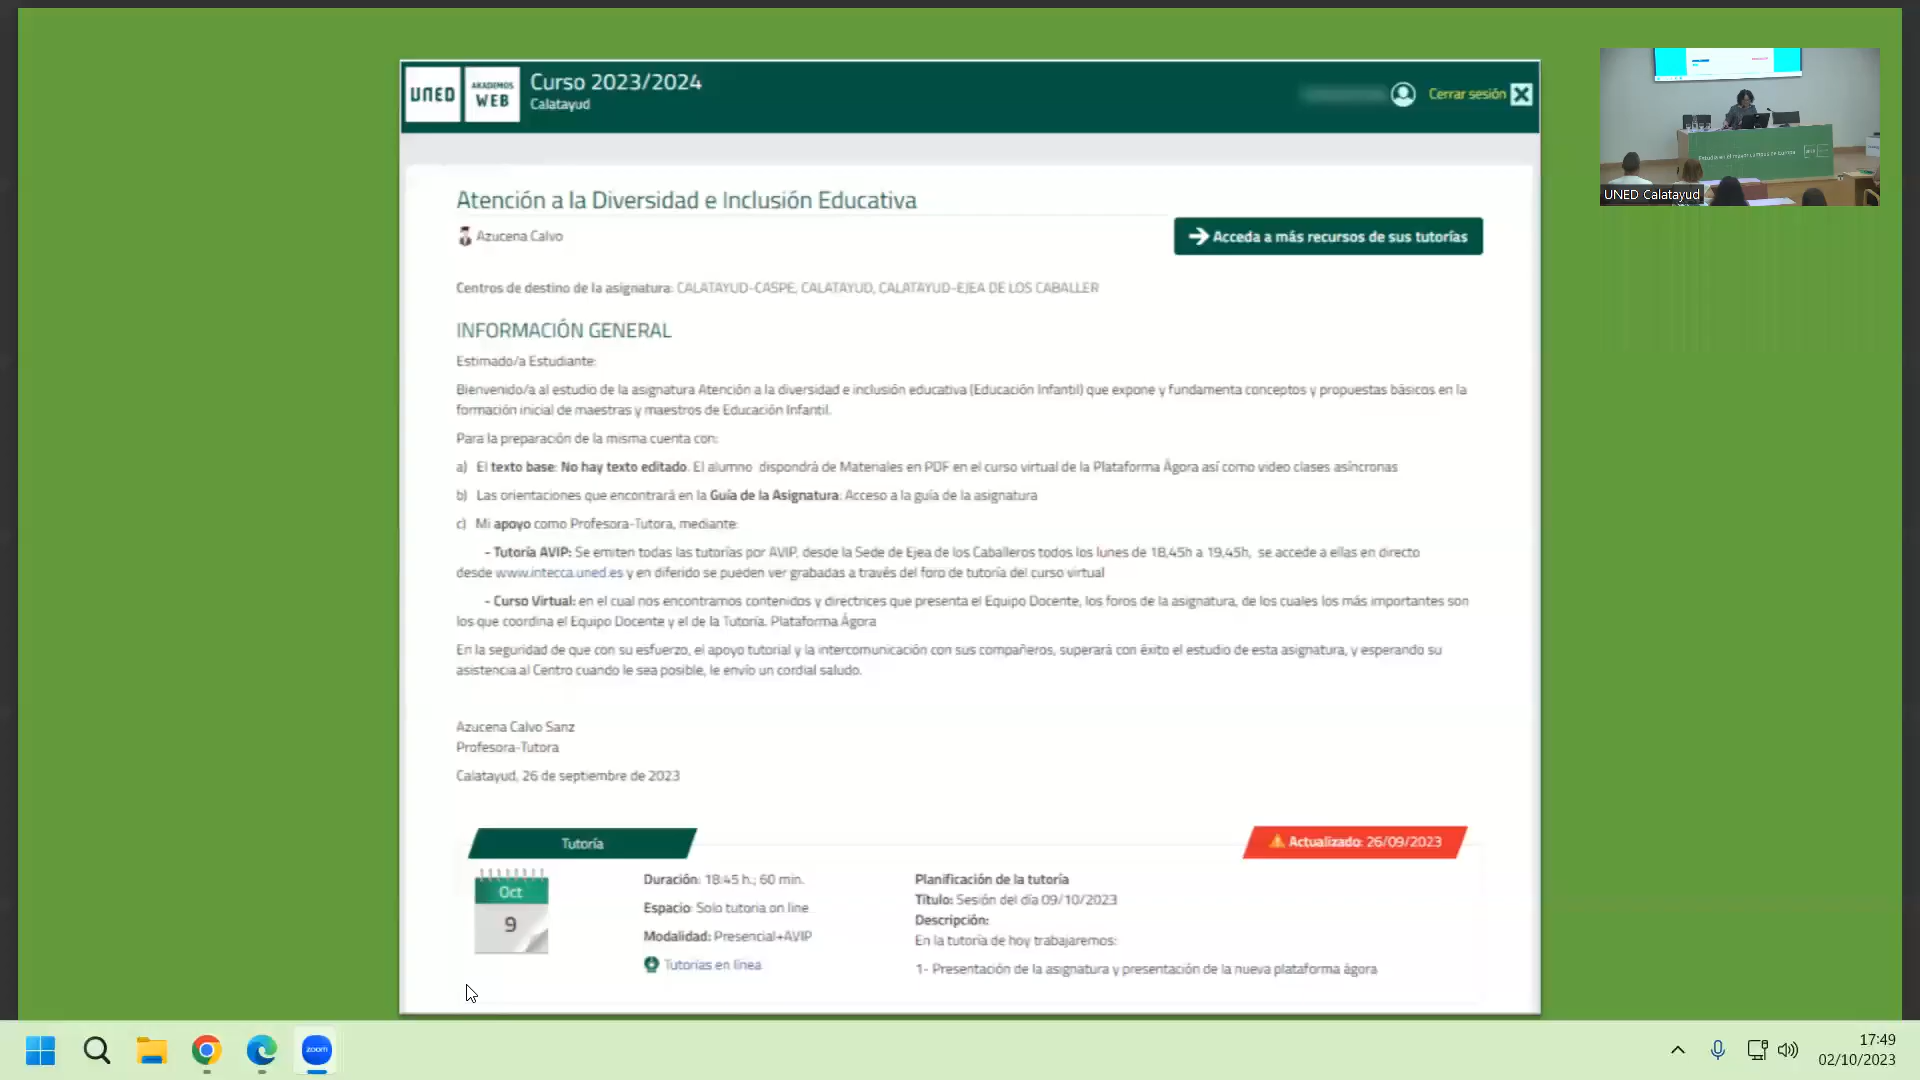 UNED
AKADEMOS
WEB
Curso 2023/2024
Calatayud
Cerrar sesión
UNED Calatayud
Atención a la Diversidad e Inclusión Educativa
Azucena Calvo
Acceda a más recursos de sus tutorías
Centros de destino de la asignatura: CALATAYUD-CASPE, CALATAYUD, CALATAYUD-EJEA DE LOS CABALLER
INFORMACIÓN GENERAL
Estimado/a Estudiante:
Bienvenido/a al estudio de la asignatura Atención a la diversidad e inclusión educativa (Educación Infantil) que expone y fundamenta conceptos y propuestas básicos en la
formación inicial de maestras y maestros de Educación Infantil.
Para la preparación de la misma cuenta con:
a) El texto base: No hay texto editado. El alumno dispondrá de Materiales en PDF en el curso virtual de la Plataforma Ágora así como video clases asíncronas
b) Las orientaciones que encontrará en la Guía de la Asignatura: Acceso a la guía de la asignatura
c) Mi apoyo como Profesora-Tutora, mediante:
- Tutoría AVIP: Se emiten todas las tutorías por AVIP, desde la Sede de Ejea de los Caballeros todos los lunes de 18,45h a 19,45h, se accede a ellas en directo
desde www.intecca.uned.es y en diferido se pueden ver grabadas a través del foro de tutoría del curso virtual
- Curso Virtual: en el cual nos encontramos contenidos y directrices que presenta el Equipo Docente, los foros de la asignatura, de los cuales los más importantes son
los que coordina el Equipo Docente y el de la Tutoría. Plataforma Ágora
En la seguridad de que con su esfuerzo, el apoyo tutorial y la intercomunicación con sus compañeros, superará con éxito el estudio de esta asignatura, y esperando su
asistencia al Centro cuando le sea posible, le envío un cordial saludo.
Azucena Calvo Sanz
Profesora-Tutora
Calatayud, 26 de septiembre de 2023
Tutoría
Actualizado: 26/09/2023
Oct
9
Duración: 18:45 h.; 60 min.
Espacio: Solo tutoria on line
Modalidad: Presencial+AVIP
Tutorías en línea
Planificación de la tutoría
Título: Sesión del día 09/10/2023
Descripción:
En la tutoría de hoy trabajaremos:
1- Presentación de la asignatura y presentación de la nueva plataforma ágora
zoom
17:49
02/10/2023